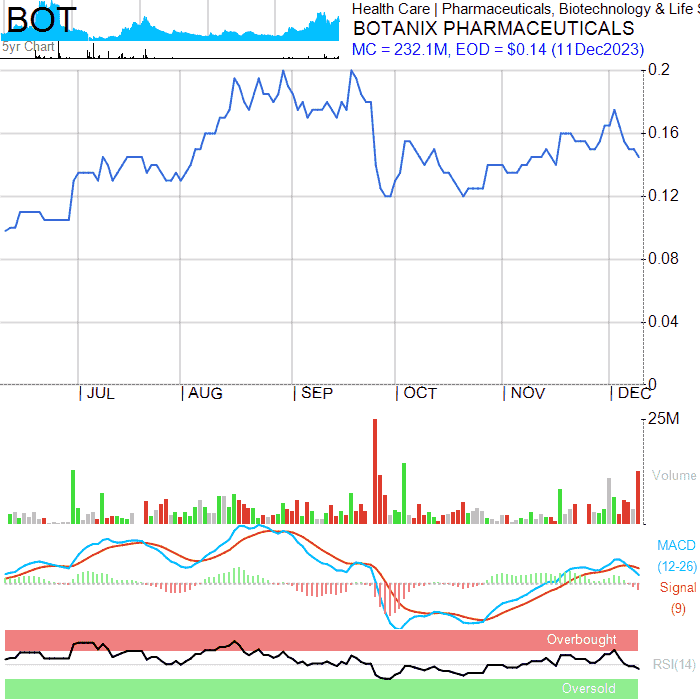 BOT
Health Care | Pharmaceuticals, Biotechnology & Life S
BOTANIX PHARMACEUTICALS
5yr Chart
MC = 232.1M, EOD = $0.14 (11Dec2023)
0.2
0.16
0.12
0.08
0.04
0
| JUL | AUG | SEP | OCT | NOV | DEC
25M
Volume
MACD
(12-26)
Signal
(9)
Overbought
RSI(14)
Oversold